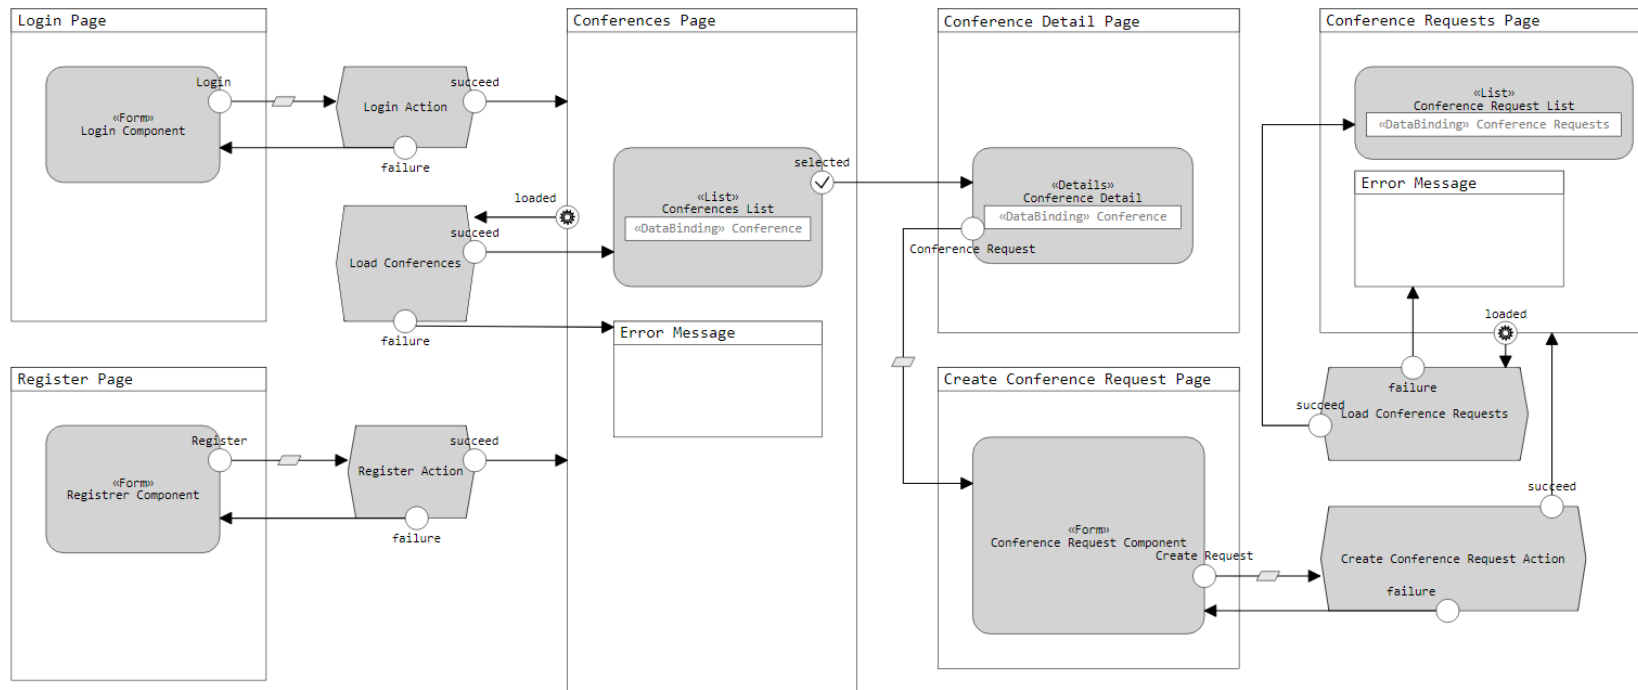 Login Page
Login
«Form»
Login Component
Login Action
succeed
failure
Register Page
Register
«Form»
Registrer Component
Register Action
succeed
failure
Conferences Page
loaded
Load Conferences
succeed
failure
selected
«List»
Conferences List
«DataBinding» Conference
Error Message
Conference Detail Page
«Details»
Conference Detail
«DataBinding» Conference
Conference Request
Create Conference Request Page
«Form»
Conference Request Component
Create Request
Conference Requests Page
«List»
Conference Request List
«DataBinding» Conference Requests
Error Message
loaded
failure
succeed
Load Conference Requests
succeed
Create Conference Request Action
failure